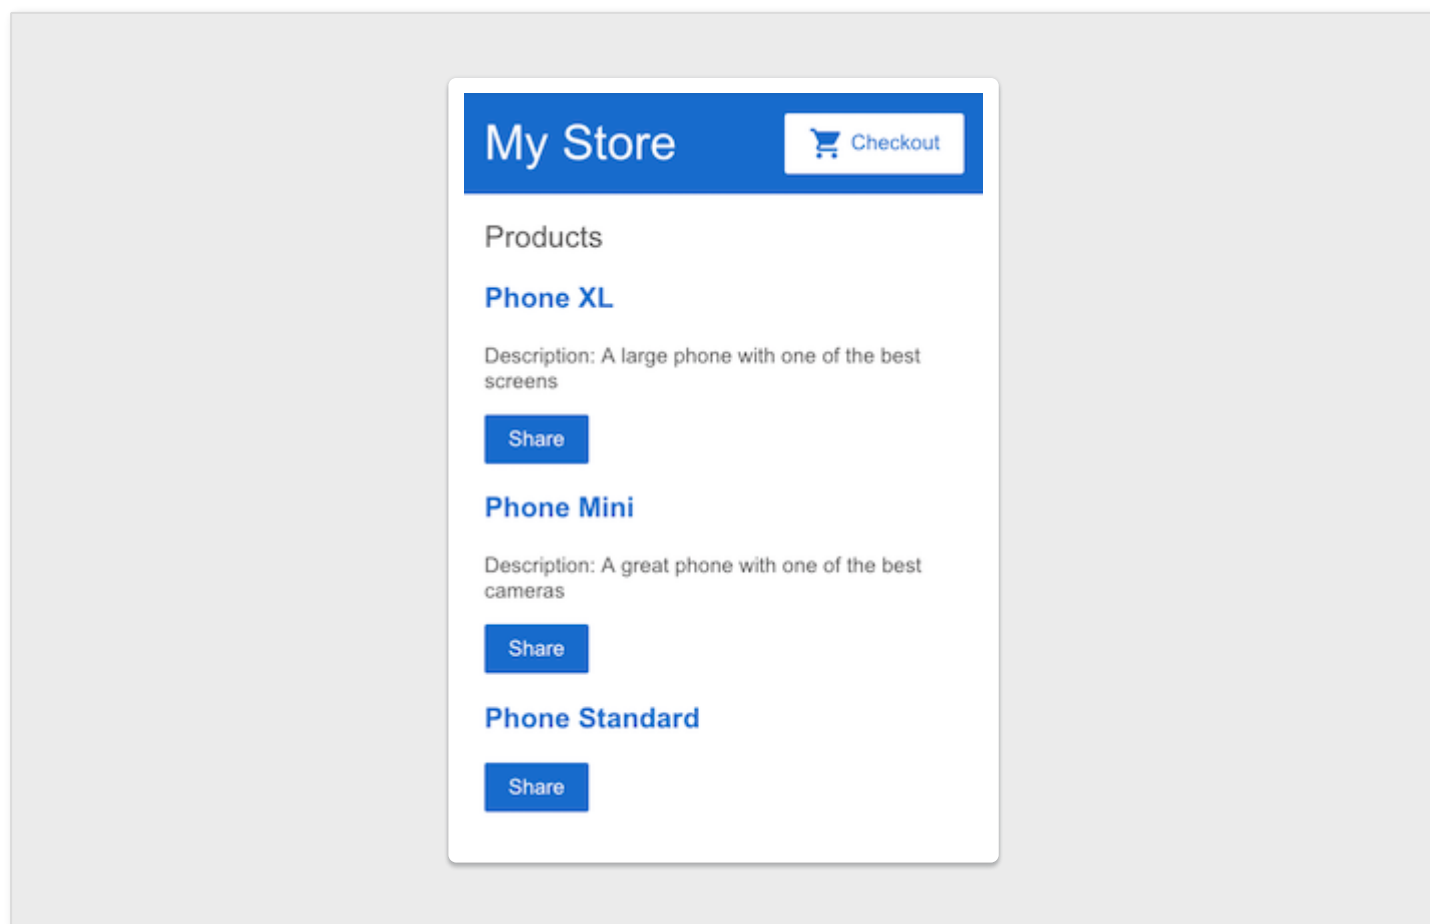 My Store
Checkout
Products
Phone XL
Description: A large phone with one of the best
screens
Share
Phone Mini
Description: A great phone with one of the best
cameras
Share
Phone Standard
Share